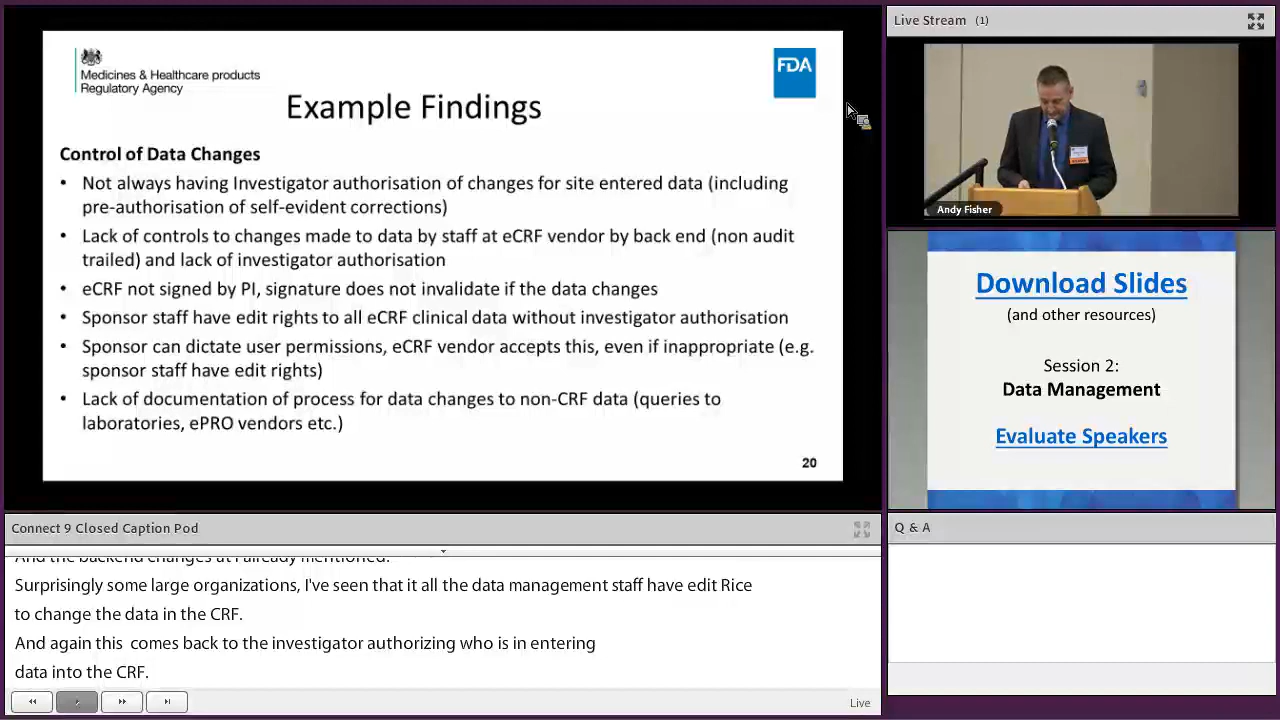 Medicines & Healthcare products
Regulatory Agency
FDA
Example Findings
Control of Data Changes
• Not always having Investigator authorisation of changes for site entered data (including
pre-authorisation of self-evident corrections)
• Lack of controls to changes made to data by staff at eCRF vendor by back end (non audit
trailed) and lack of investigator authorisation
• eCRF not signed by PI, signature does not invalidate if the data changes
• Sponsor staff have edit rights to all eCRF clinical data without investigator authorisation
• Sponsor can dictate user permissions, eCRF vendor accepts this, even if inappropriate (e.g.
sponsor staff have edit rights)
• Lack of documentation of process for data changes to non-CRF data (queries to
laboratories, ePRO vendors etc.)
20
Live Stream (1)
Andy Fisher
Download Slides
(and other resources)
Session 2:
Data Management
Evaluate Speakers
Connect 9 Closed Caption Pod
And the backend changes at I already mentioned.
Surprisingly some large organizations, I've seen that it all the data management staff have edit Rice
to change the data in the CRF.
And again this comes back to the investigator authorizing who is in entering
data into the CRF.
Live
Q & A